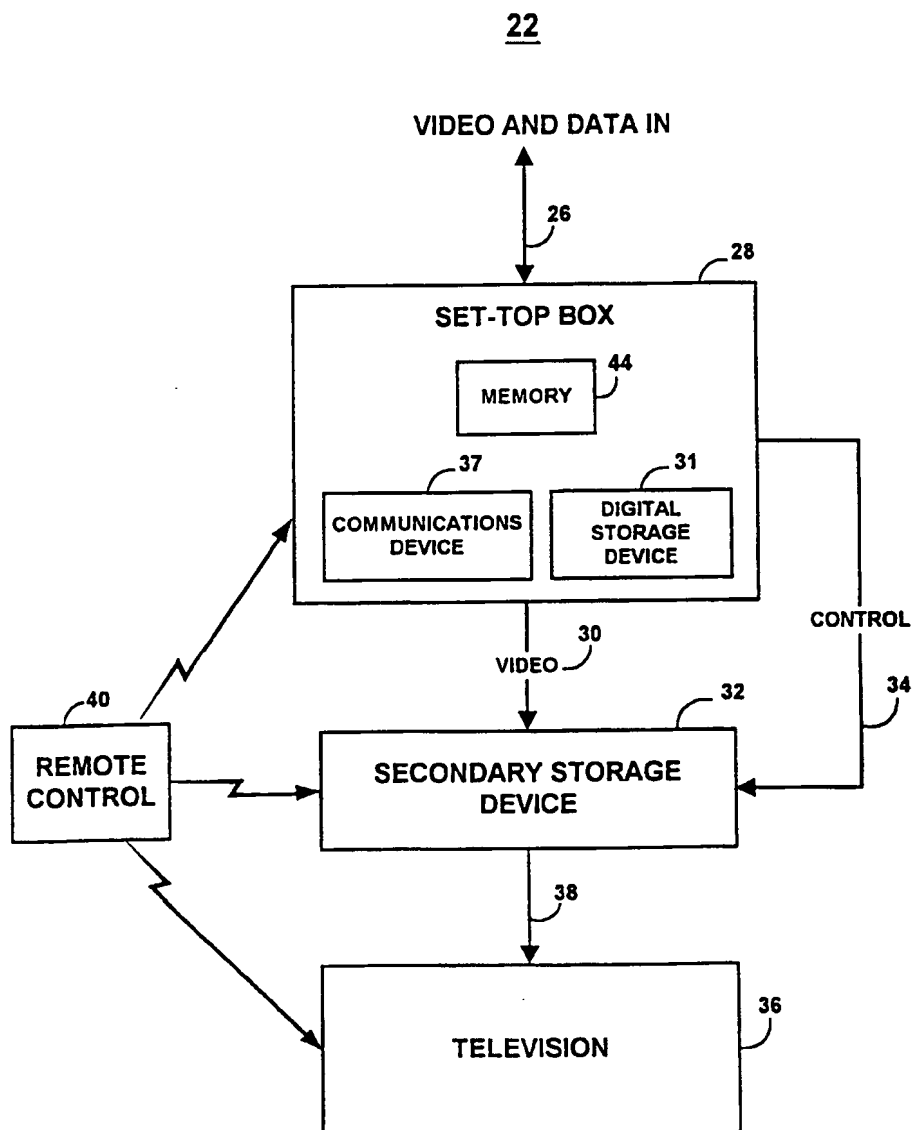 22
VIDEO AND DATA IN
26
28
SET-TOP BOX
44
MEMORY
37
31
COMMUNICATIONS
DEVICE
DIGITAL
STORAGE
DEVICE
CONTROL
30
VIDEO
34
32
40
REMOTE
CONTROL
SECONDARY STORAGE
DEVICE
38
36
TELEVISION